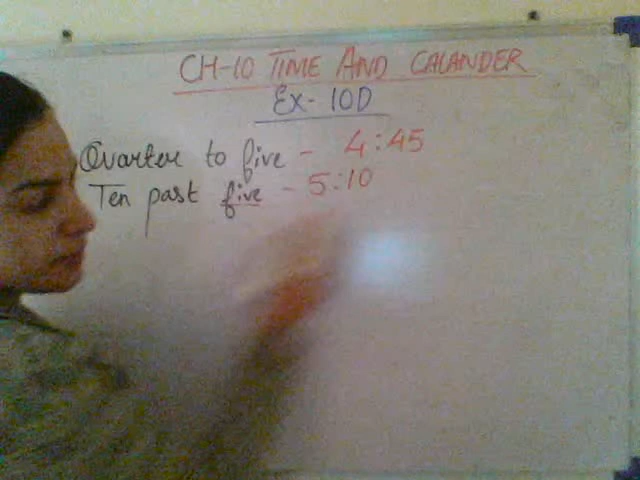 CH-10 TIME AND CALANDER
Ex- 10D
Quarter to five - 4:45
Ten past five - 5:10